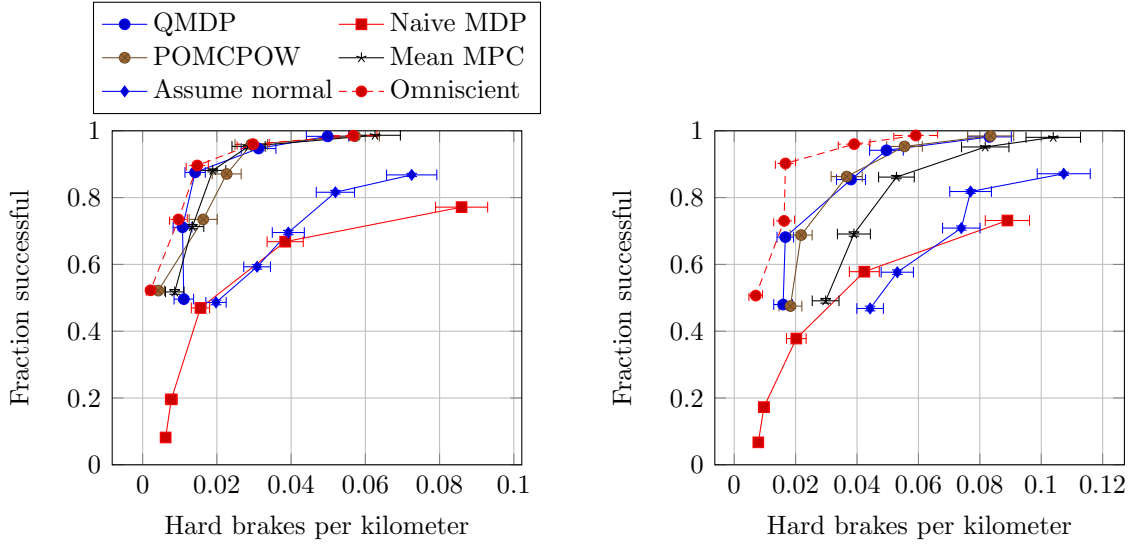 QMDP Naive MDP
POMCPOW Mean MPC
Assume normal Omniscient
1
0.8
0.6
0.4
0.2
0
Fraction successful
0 0.02 0.04 0.06 0.08 0.1
Hard brakes per kilometer
1
0.8
0.6
0.4
0.2
0
Fraction successful
0 0.02 0.04 0.06 0.08 0.1 0.12
Hard brakes per kilometer